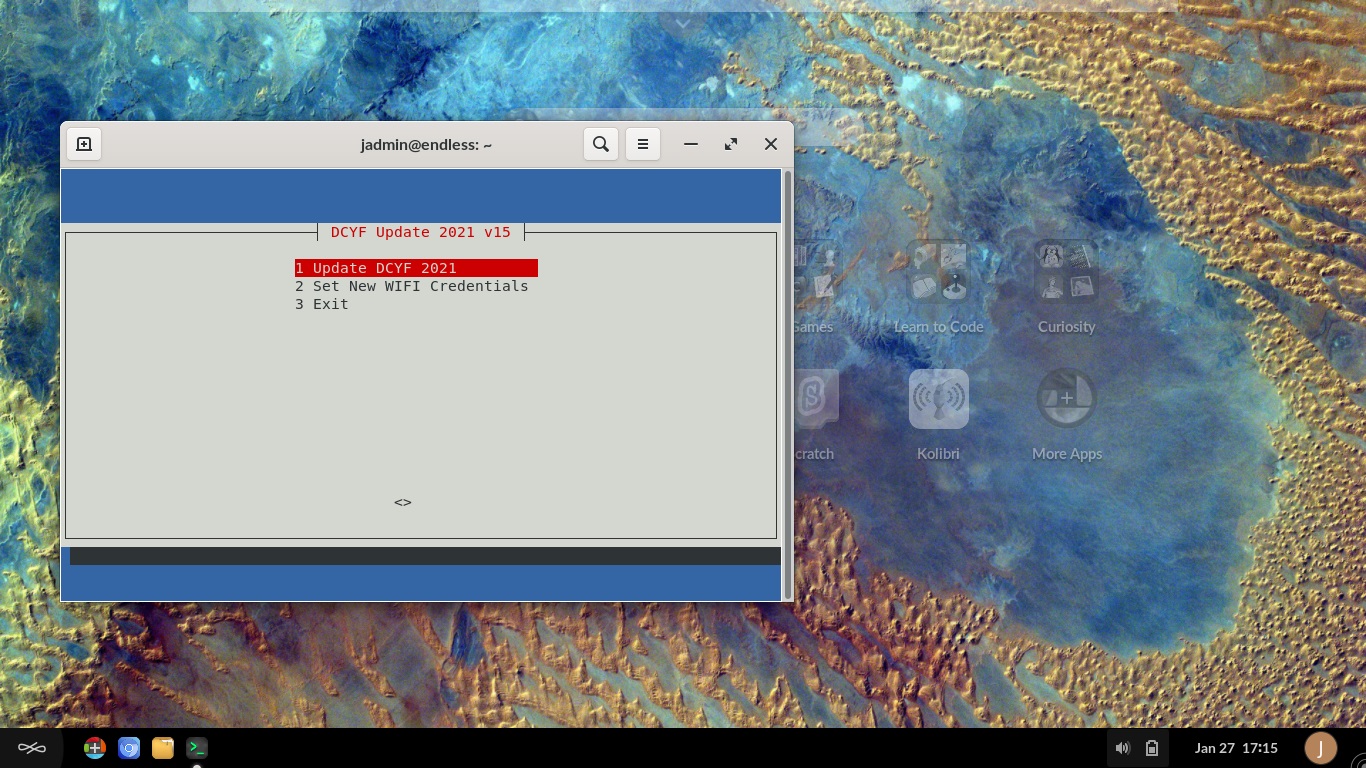 jadmin@endless: ~
DCYF Update 2021 v15
1 Update DCYF 2021
2 Set New WIFI Credentials
3 Exit
<>
Games
Learn to Code
Curiosity
Scratch
Kolibri
More Apps
Jan 27 17:15
J